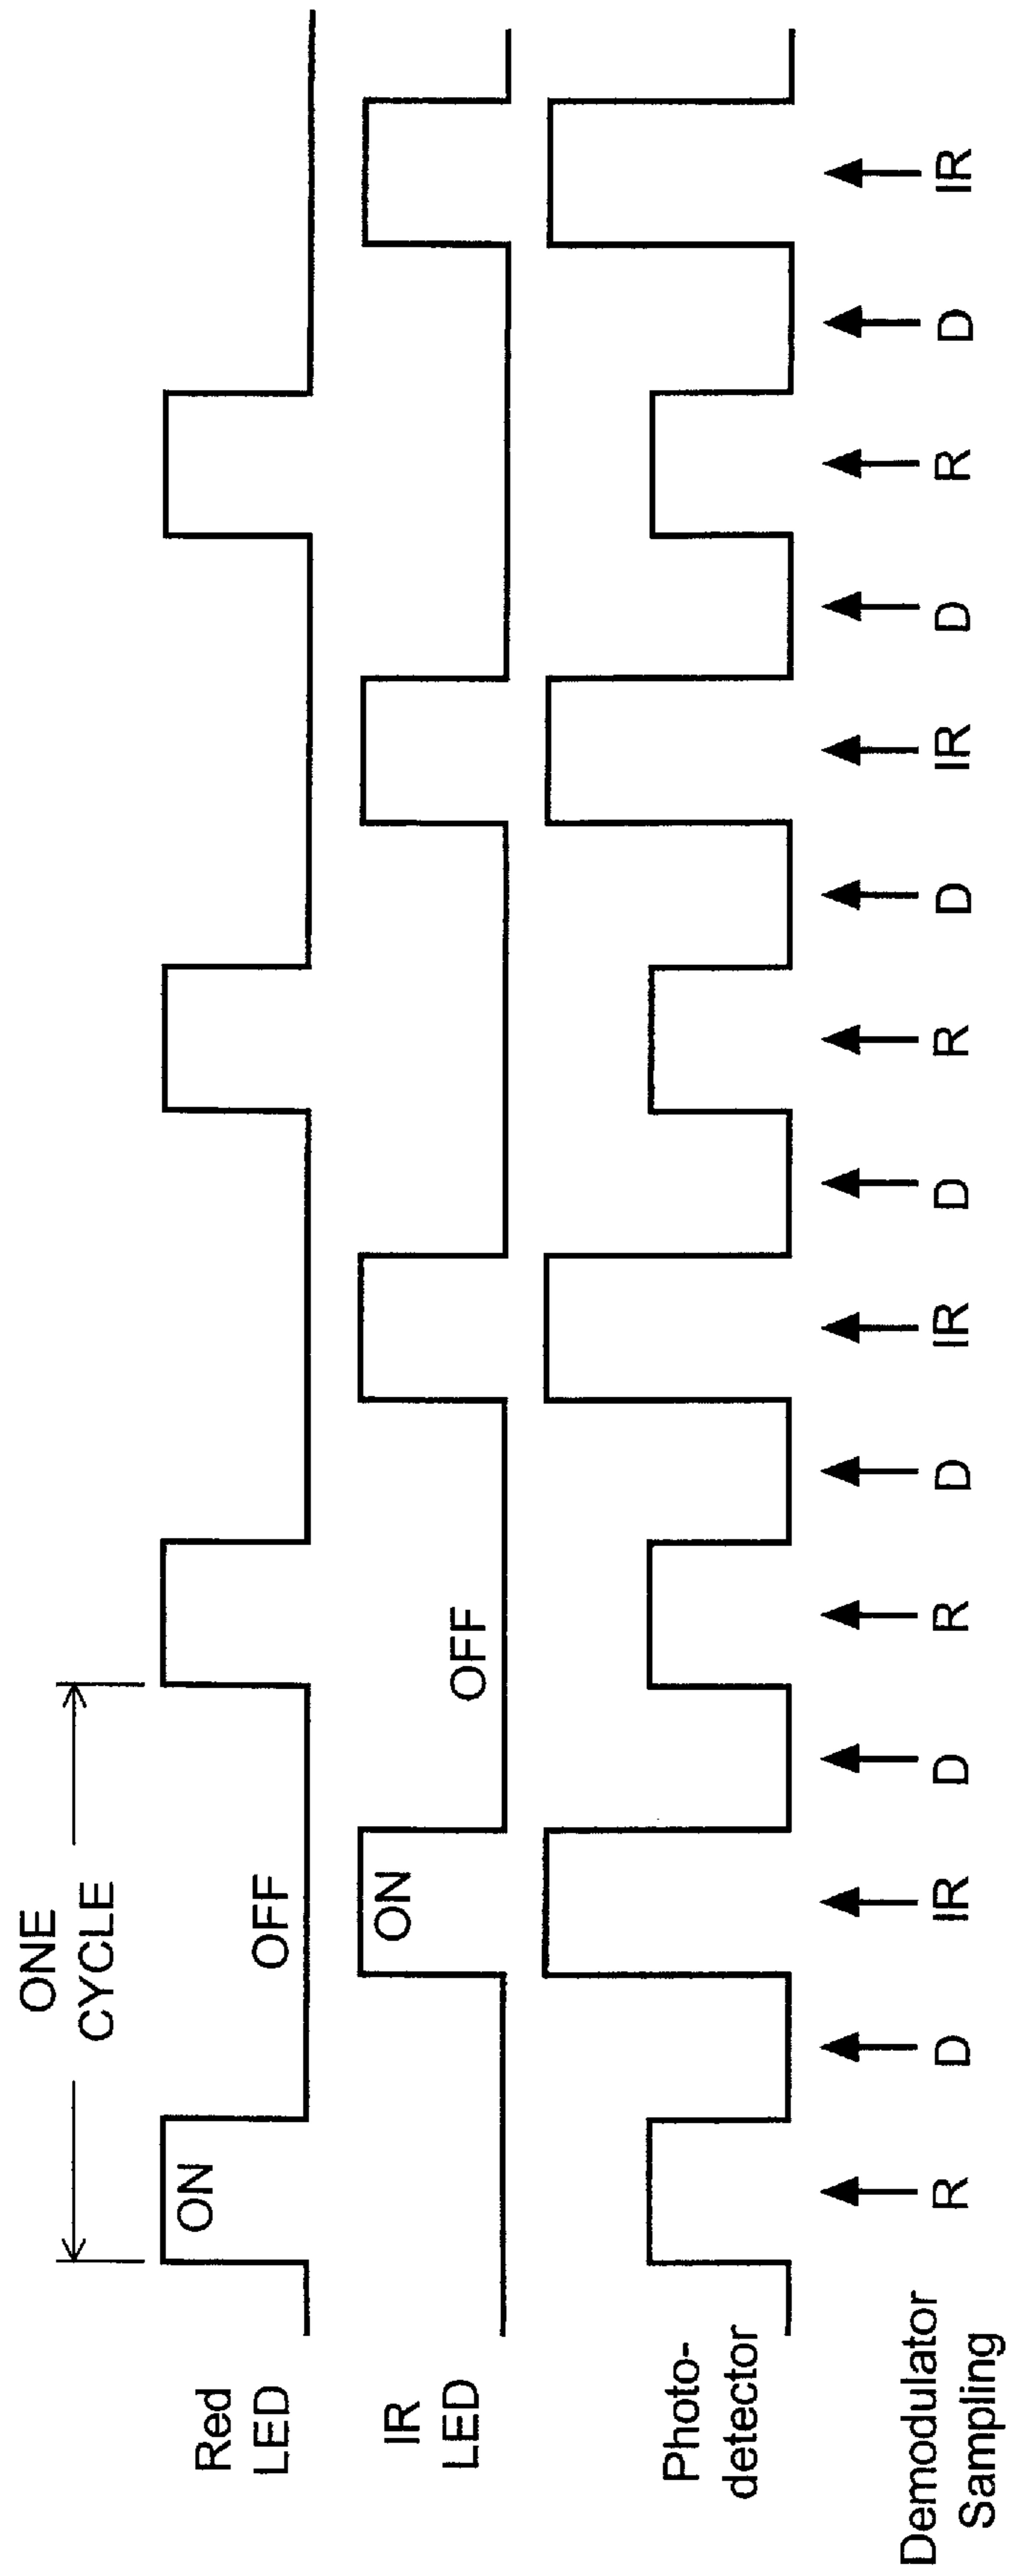 ONE
CYCLE
Red
LED
ON
OFF
IR
LED
ON
OFF
Photo-
detector
Demodulator
Sampling
R D IR D R D IR D R D IR D R D IR